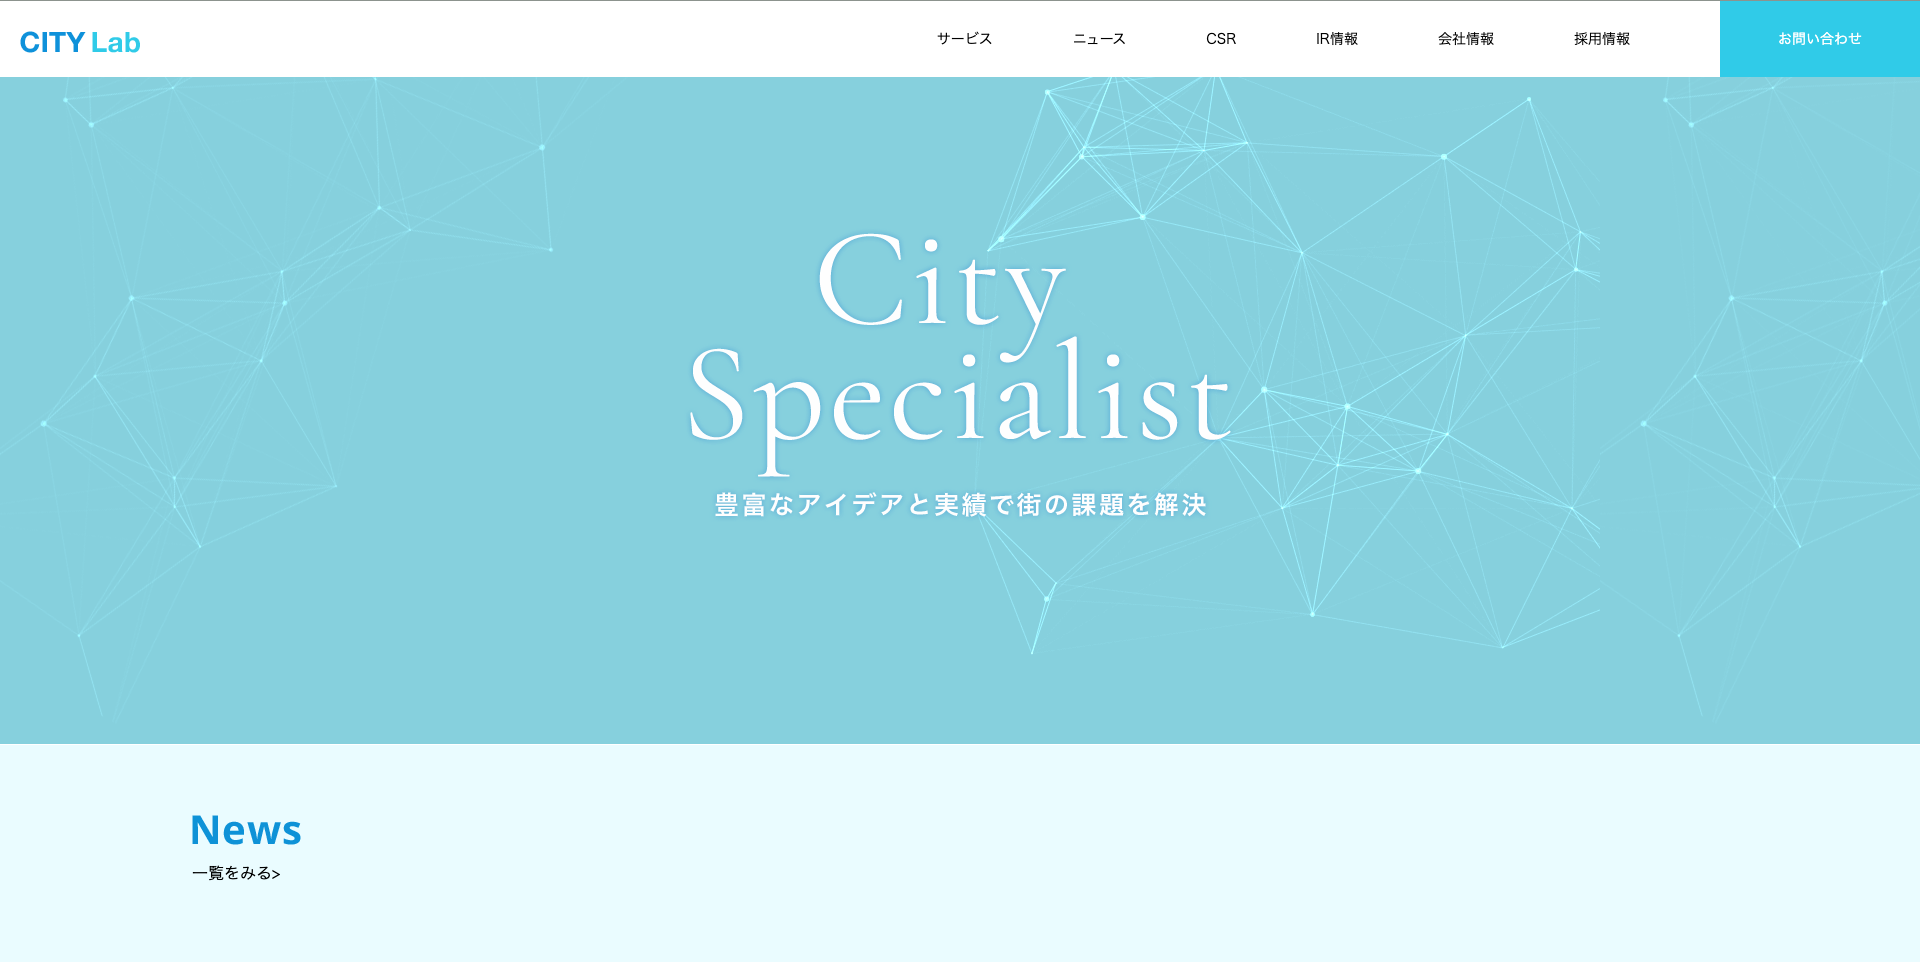 CITY Lab
サービス
ニュース
CSR
IR情報
会社情報
採用情報
お問い合わせ
City
Specialist
豊富なアイデアと実績で街の課題を解決
News
一覧をみる>